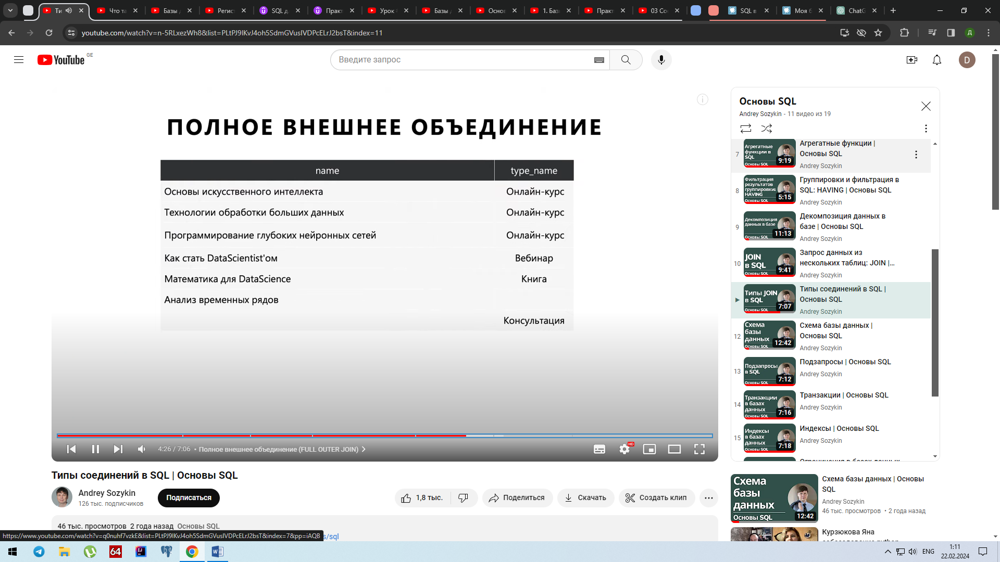 Ти
Что та
Базы
Регис
SQL д
Практ
Урок
Базы
Основ
1. Баз
Практ
03 Со
SQL в
Моя б
ChatG
youtube.com/watch?v=n-5RLxezWh8&list=PLtPJ9lKvJ4oh5SdmGVusIVDPcELrJ2bsT&index=11
Д
YouTube GE
Введите запрос
D
ПОЛНОЕ ВНЕШНЕЕ ОБЪЕДИНЕНИЕ
name type_name
Основы искусственного интеллекта Онлайн-курс
Технологии обработки больших данных Онлайн-курс
Программирование глубоких нейронных сетей Онлайн-курс
Как стать DataScientist'ом Вебинар
Математика для DataScience Книга
Анализ временных рядов
Консультация
4:26 / 7:06 • Полное внешнее объединение (FULL OUTER JOIN)
HD
Типы соединений в SQL | Основы SQL
Andrey Sozykin
126 тыс. подписчиков
Подписаться
1,8 тыс.
Поделиться
Скачать
Создать клип
46 тыс. просмотров 2 года назад Основы SQL
https://www.youtube.com/watch?v=q0nuhf7vzkE&list=PLtPJ9lKvJ4oh5SdmGVusIVDPcELrJ2bsT&index=7&pp=iAQB
s/sql
Основы SQL
Andrey Sozykin - 11 видео из 19
7
Агрегатные
функции в
SQL
Основы SQL
9:19
Агрегатные функции |
Основы SQL
Andrey Sozykin
8
Фильтрация
результатов
группировки:
HAVING
Основы SQL
5:15
Группировки и фильтрация в
SQL: HAVING | Основы SQL
Andrey Sozykin
9
Декомпозиция
данных в базе
Основы SQL
11:13
Декомпозиция данных в
базе | Основы SQL
Andrey Sozykin
10
JOIN
в SQL
Основы SQL
9:41
Запрос данных из
нескольких таблиц: JOIN |...
Andrey Sozykin
Типы JOIN
в SQL
Основы SQL
7:07
Типы соединений в SQL |
Основы SQL
Andrey Sozykin
12
Схема
базы
данных
Основы SQL
12:42
Схема базы данных |
Основы SQL
Andrey Sozykin
13
Подзапросы
в SQL
Основы SQL
7:12
Подзапросы | Основы SQL
Andrey Sozykin
14
Транзакции
в базах
данных
Основы SQL
7:16
Транзакции | Основы SQL
Andrey Sozykin
15
Индексы
в базах
данных
Основы SQL
7:18
Индексы | Основы SQL
Andrey Sozykin
Ограничения в базах данных
Схема
базы
данных
Основы SQL
12:42
Схема базы данных | Основы
SQL
Andrey Sozykin
46 тыс. просмотров • 2 года назад
Курзюкова Яна
собеседование python
64
IJ
W
ENG
1:11
22.02.2024